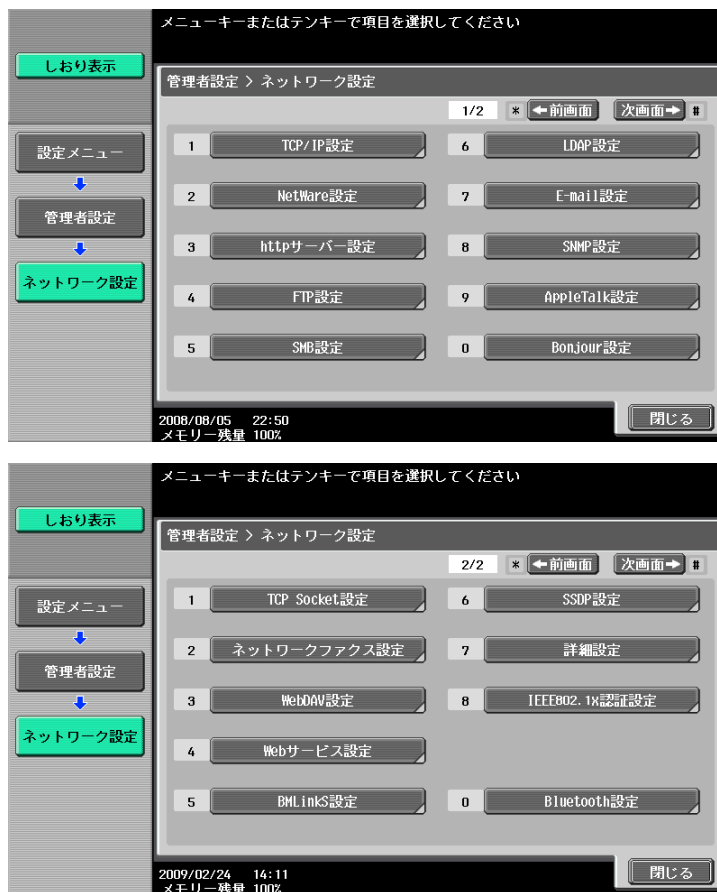 メニューキーまたはテンキーで項目を選択してください
しおり表示
管理者設定 > ネットワーク設定
1/2 * ←前画面 次画面→ #
設定メニュー
管理者設定
ネットワーク設定
1 TCP/IP設定
2 NetWare設定
3 httpサーバー設定
4 FTP設定
5 SMB設定
6 LDAP設定
7 E-mail設定
8 SNMP設定
9 AppleTalk設定
0 Bonjour設定
2008/08/05 22:50
メモリー残量 100%
閉じる
メニューキーまたはテンキーで項目を選択してください
しおり表示
管理者設定 > ネットワーク設定
2/2 * ←前画面 次画面→ #
設定メニュー
管理者設定
ネットワーク設定
1 TCP Socket設定
2 ネットワークファクス設定
3 WebDAV設定
4 Webサービス設定
5 BMLinkS設定
6 SSDP設定
7 詳細設定
8 IEEE802.1x認証設定
0 Bluetooth設定
2009/02/24 14:11
メモリー残量 100%
閉じる